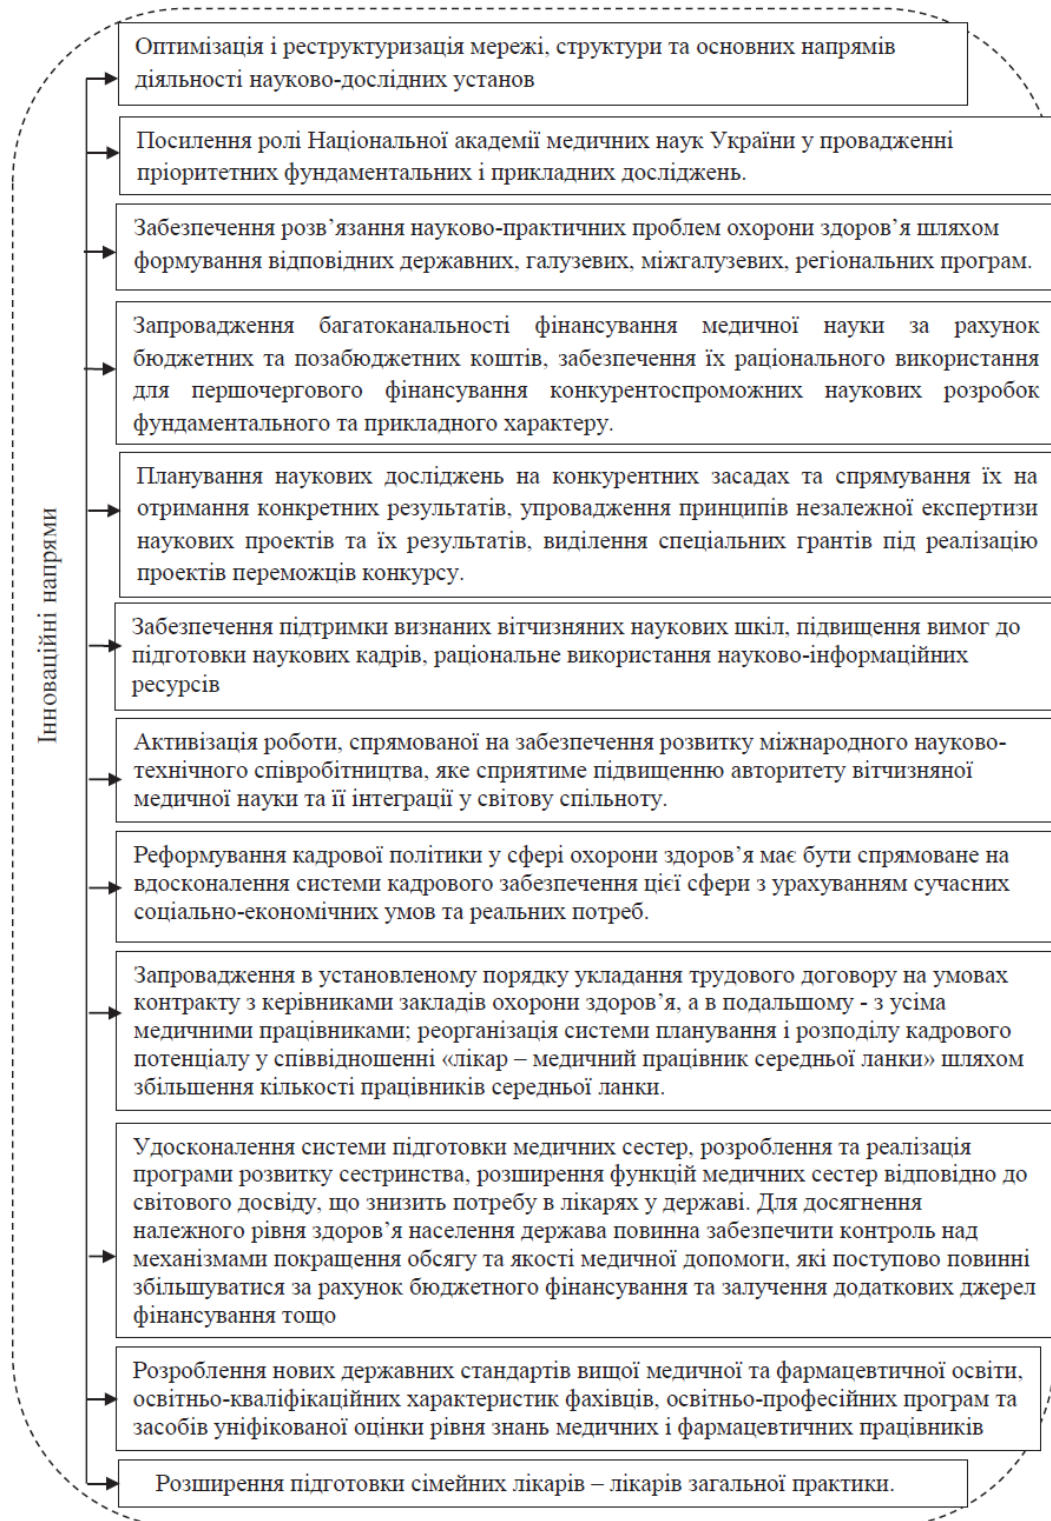 Інноваційні напрями
Оптимізація і реструктуризація мережі, структури та основних напрямів
діяльності науково-дослідних установ
Посилення ролі Національної академії медичних наук України у провадженні
пріоритетних фундаментальних і прикладних досліджень.
Забезпечення розв’язання науково-практичних проблем охорони здоров’я шляхом
формування відповідних державних, галузевих, міжгалузевих, регіональних програм.
Запровадження багатоканальності фінансування медичної науки за рахунок
бюджетних та позабюджетних коштів, забезпечення їх раціонального використання
для першочергового фінансування конкурентоспроможних наукових розробок
фундаментального та прикладного характеру.
Планування наукових досліджень на конкурентних засадах та спрямування їх на
отримання конкретних результатів, упровадження принципів незалежної експертизи
наукових проектів та їх результатів, виділення спеціальних грантів під реалізацію
проектів переможців конкурсу.
Забезпечення підтримки визнаних вітчизняних наукових шкіл, підвищення вимог до
підготовки наукових кадрів, раціональне використання науково-інформаційних
ресурсів
Активізація роботи, спрямованої на забезпечення розвитку міжнародного науково-
технічного співробітництва, яке сприятиме підвищенню авторитету вітчизняної
медичної науки та її інтеграції у світову спільноту.
Реформування кадрової політики у сфері охорони здоров’я має бути спрямоване на
вдосконалення системи кадрового забезпечення цієї сфери з урахуванням сучасних
соціально-економічних умов та реальних потреб.
Запровадження в установленому порядку укладання трудового договору на умовах
контракту з керівниками закладів охорони здоров’я, а в подальшому - з усіма
медичними працівниками; реорганізація системи планування і розподілу кадрового
потенціалу у співвідношенні «лікар – медичний працівник середньої ланки» шляхом
збільшення кількості працівників середньої ланки.
Удосконалення системи підготовки медичних сестер, розроблення та реалізація
програми розвитку сестринства, розширення функцій медичних сестер відповідно до
світового досвіду, що знизить потребу в лікарях у державі. Для досягнення
належного рівня здоров’я населення держава повинна забезпечити контроль над
механізмами покращення обсягу та якості медичної допомоги, які поступово повинні
збільшуватися за рахунок бюджетного фінансування та залучення додаткових джерел
фінансування тощо
Розроблення нових державних стандартів вищої медичної та фармацевтичної освіти,
освітньо-кваліфікаційних характеристик фахівців, освітньо-професійних програм та
засобів уніфікованої оцінки рівня знань медичних і фармацевтичних працівників
Розширення підготовки сімейних лікарів – лікарів загальної практики.